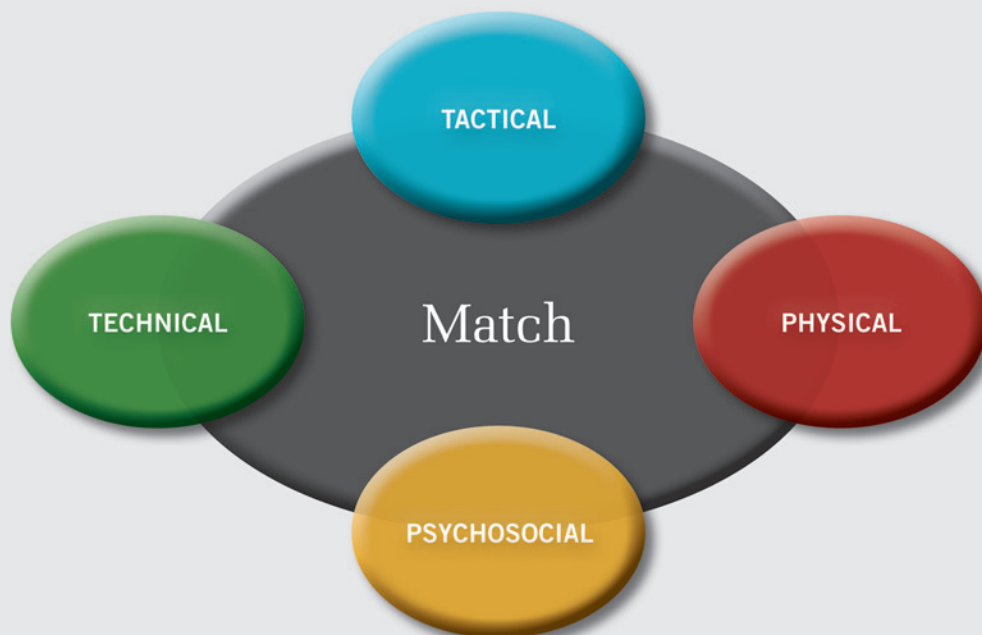 TACTICAL
TECHNICAL
Match
PHYSICAL
PSYCHOSOCIAL